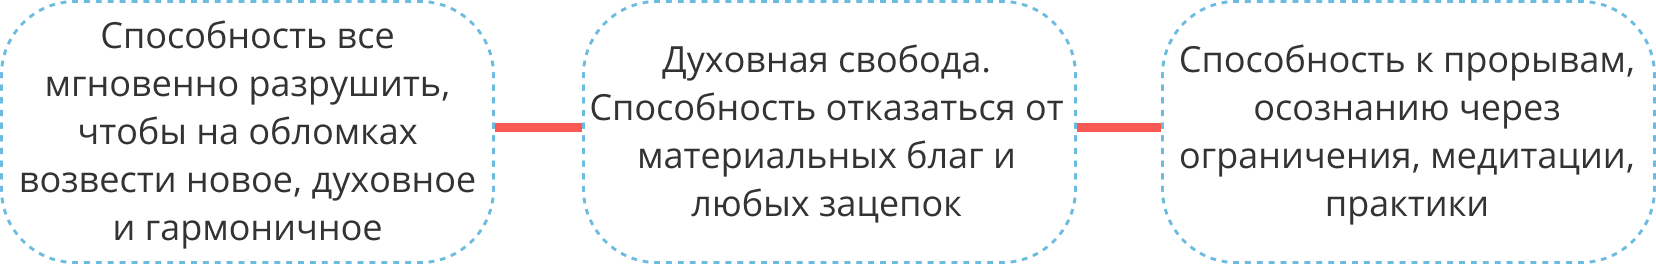 Способность все
мгновенно разрушить,
чтобы на обломках
возвести новое, духовное
и гармоничное
Духовная свобода.
Способность отказаться от
материальных благ и
любых зацепок
Способность к прорывам,
осознанию через
ограничения, медитации,
практики